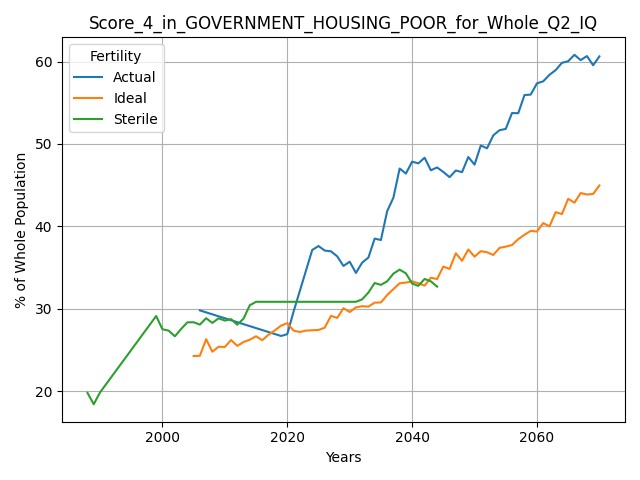 Score_4_in_GOVERNMENT_HOUSING_POOR_for_Whole_Q2_IQ
Fertility
Actual
Ideal
Sterile
% of Whole Population
60
50
40
30
20
2000
2020
2040
2060
Years